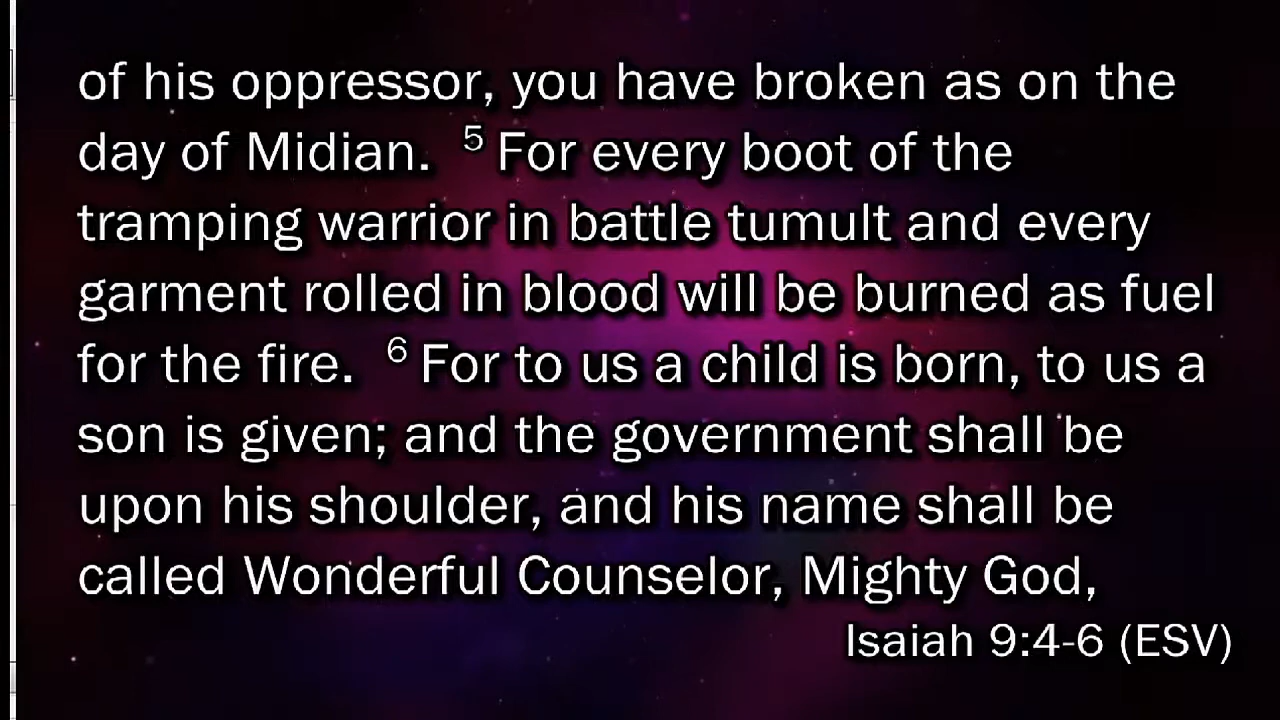 of his oppressor, you have broken as on the
day of Midian. 5 For every boot of the
tramping warrior in battle tumult and every
garment rolled in blood will be burned as fuel
for the fire. 6 For to us a child is born, to us a
son is given; and the government shall be
upon his shoulder, and his name shall be
called Wonderful Counselor, Mighty God,
Isaiah 9:4-6 (ESV)